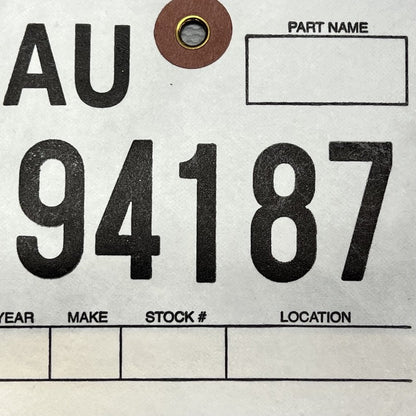 AU
PART NAME
94187
YEAR MAKE STOCK # LOCATION